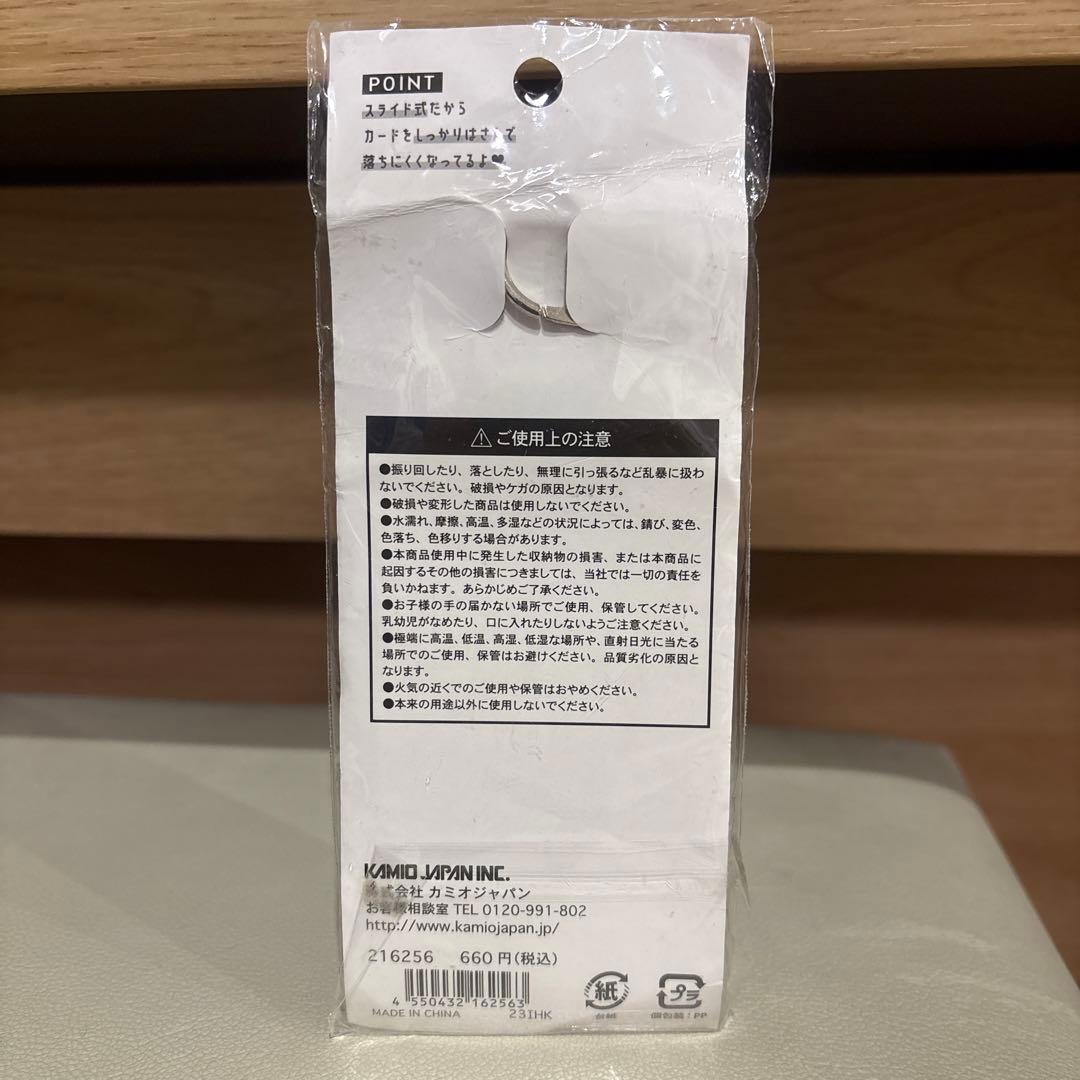 POINT
スライド式だから
カードをしっかりはさんで
落ちにくくなってるよ♥
⚠ご使用上の注意
●振り回したり、落としたり、無理に引っ張るなど乱暴に扱わ
ないでください。破損やケガの原因となります。
●破損や変形した商品は使用しないでください。
●水濡れ、摩擦、高温、多湿などの状況によっては、錆び、変色、
色落ち、色移りする場合があります。
●本商品使用中に発生した収納物の損害、または本商品に
起因するその他の損害につきましては、当社では一切の責任を
負いかねます。あらかじめご了承ください。
●お子様の手の届かない場所でご使用、保管してください。
乳幼児がなめたり、口に入れたりしないようご注意ください。
●極端に高温、低温、高湿、低湿な場所や、直射日光に当たる
場所でのご使用、保管はお避けください。品質劣化の原因と
なります。
●火気の近くでのご使用や保管はおやめください。
●本来の用途以外に使用しないでください。
KAMIO JAPAN INC.
株式会社 カミオジャパン
お客様相談室 TEL 0120-991-802
http://www.kamiojapan.jp/
216256 660円(税込)
4 550432 162563
MADE IN CHINA 23IHK
紙
台紙
プラ
個包装：PP